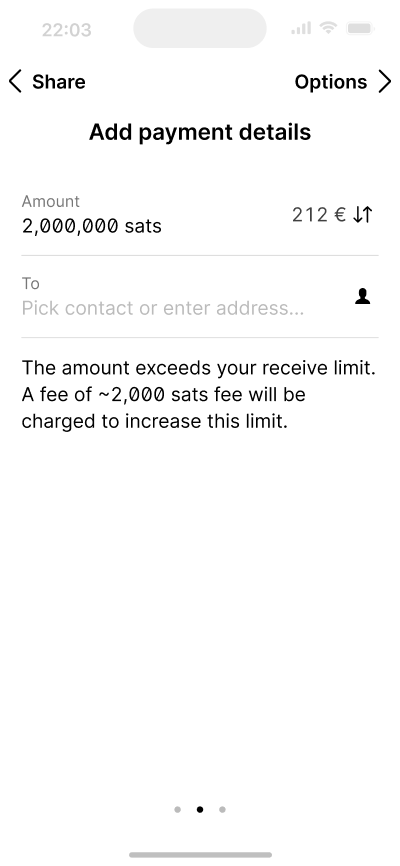 22:03
Share
Options
Add payment details
Amount
2,000,000 sats
212 €
To
Pick contact or enter address...
The amount exceeds your receive limit.
A fee of ~2,000 sats fee will be
charged to increase this limit.